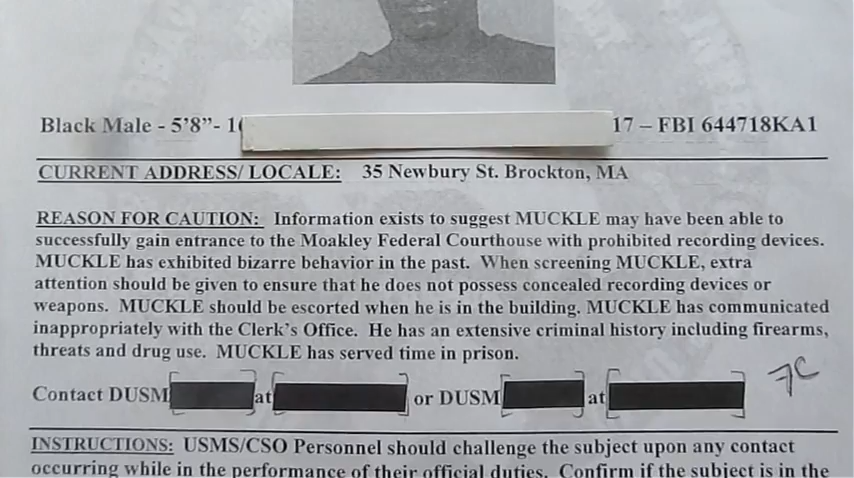 Black Male - 5'8"- 1
17 – FBI 644718KA1
CURRENT ADDRESS/ LOCALE: 35 Newbury St. Brockton, MA
REASON FOR CAUTION: Information exists to suggest MUCKLE may have been able to
successfully gain entrance to the Moakley Federal Courthouse with prohibited recording devices.
MUCKLE has exhibited bizarre behavior in the past. When screening MUCKLE, extra
attention should be given to ensure that he does not possess concealed recording devices or
weapons. MUCKLE should be escorted when he is in the building. MUCKLE has communicated
inappropriately with the Clerk's Office. He has an extensive criminal history including firearms,
threats and drug use. MUCKLE has served time in prison.
Contact DUSM at or DUSM at
7C
INSTRUCTIONS: USMS/CSO Personnel should challenge the subject upon any contact
occurring while in the performance of their official duties. Confirm if the subject is in the